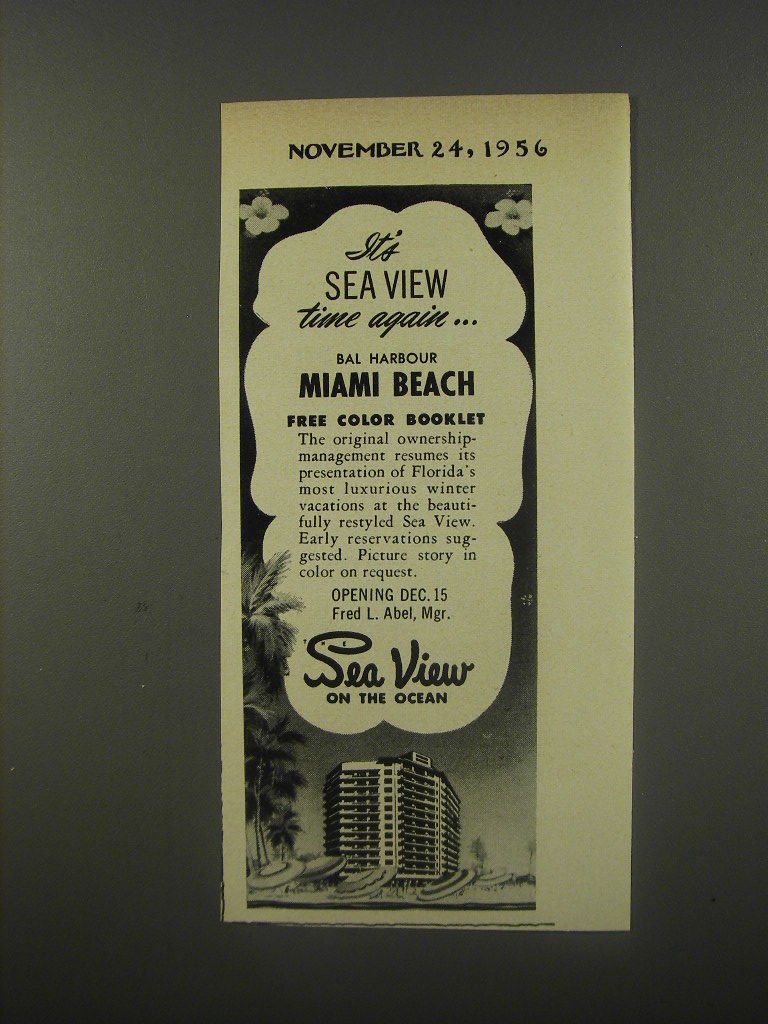 NOVEMBER 24, 1956
It's
SEA VIEW
time again...
BAL HARBOUR
MIAMI BEACH
FREE COLOR BOOKLET
The original ownership-
management resumes its
presentation of Florida's
most luxurious winter
vacations at the beauti-
fully restyled Sea View.
Early reservations sug-
gested. Picture story in
color on request.
OPENING DEC. 15
Fred L. Abel, Mgr.
THE
Sea View
ON THE OCEAN